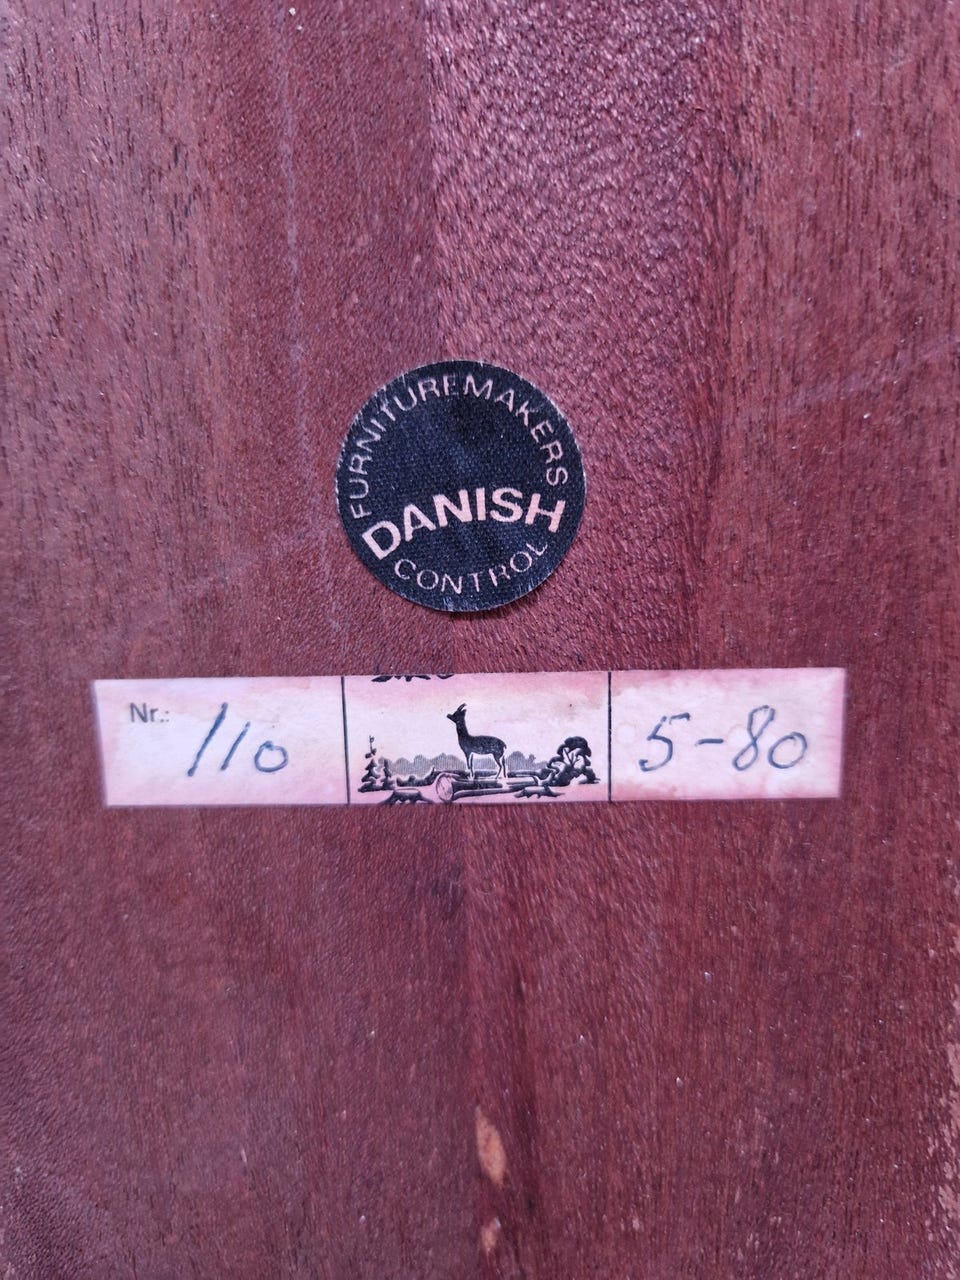 FURNITUREMAKERS
DANISH
CONTROL
Nr.: 110 5-80